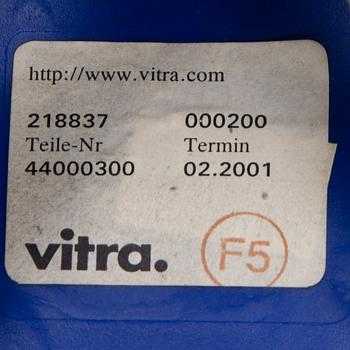 http://www.vitra.com
218837 000200
Teile-Nr Termin
44000300 02.2001
vitra. F5